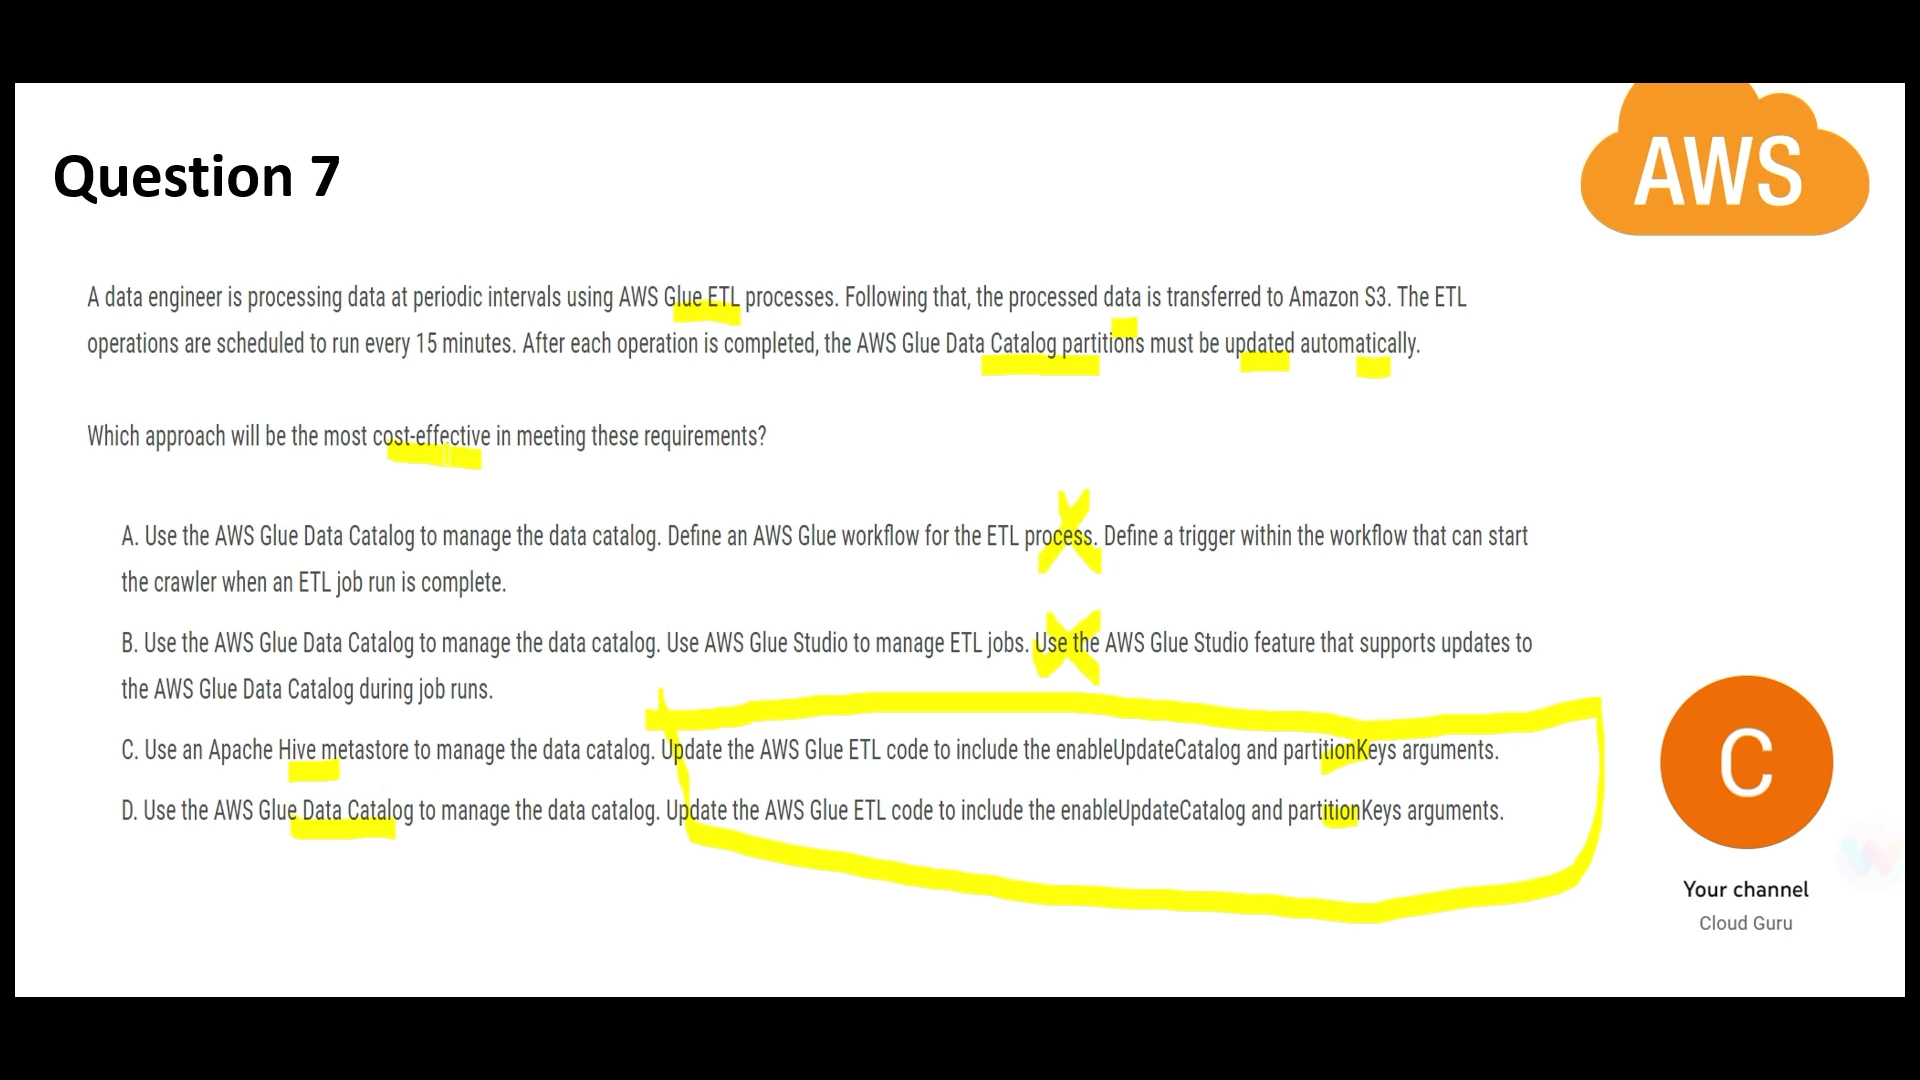 AWS
Question 7
A data engineer is processing data at periodic intervals using AWS Glue ETL processes. Following that, the processed data is transferred to Amazon S3. The ETL
operations are scheduled to run every 15 minutes. After each operation is completed, the AWS Glue Data Catalog partitions must be updated automatically.
Which approach will be the most cost-effective in meeting these requirements?
A. Use the AWS Glue Data Catalog to manage the data catalog. Define an AWS Glue workflow for the ETL process. Define a trigger within the workflow that can start
the crawler when an ETL job run is complete.
B. Use the AWS Glue Data Catalog to manage the data catalog. Use AWS Glue Studio to manage ETL jobs. Use the AWS Glue Studio feature that supports updates to
the AWS Glue Data Catalog during job runs.
C. Use an Apache Hive metastore to manage the data catalog. Update the AWS Glue ETL code to include the enableUpdateCatalog and partitionKeys arguments.
D. Use the AWS Glue Data Catalog to manage the data catalog. Update the AWS Glue ETL code to include the enableUpdateCatalog and partitionKeys arguments.
C
Your channel
Cloud Guru